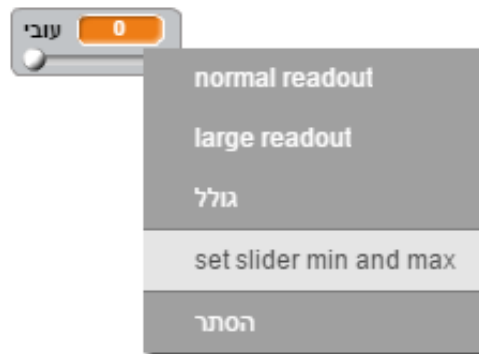 עובי 0
normal readout
large readout
גולל
set slider min and max
הסתר